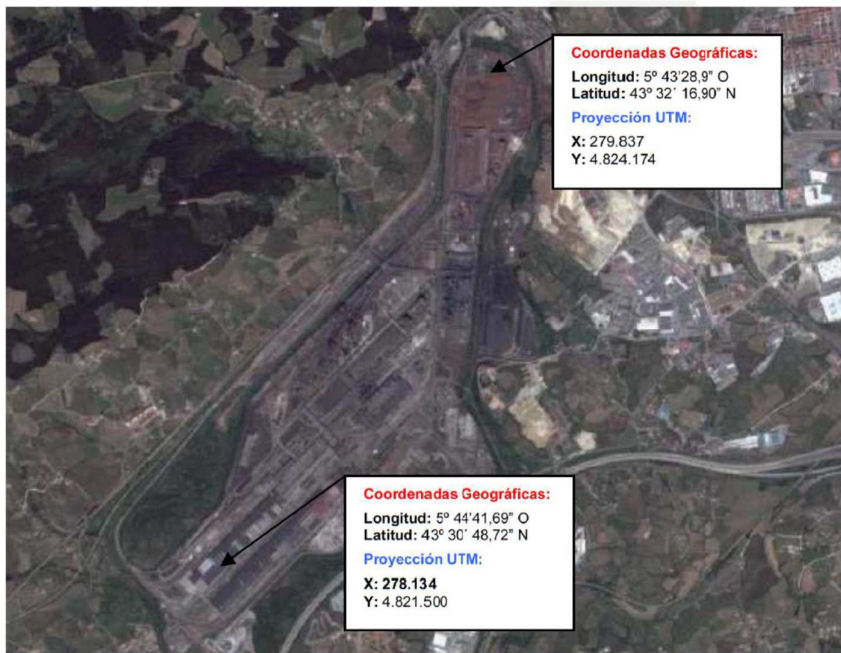 Coordenadas Geográficas:
Longitud: 5º 43'28,9" O
Latitud: 43º 32´ 16,90" N
Proyección UTM:
X: 279.837
Y: 4.824.174
Coordenadas Geográficas:
Longitud: 5º 44'41,69" O
Latitud: 43º 30´ 48,72" N
Proyección UTM:
X: 278.134
Y: 4.821.500